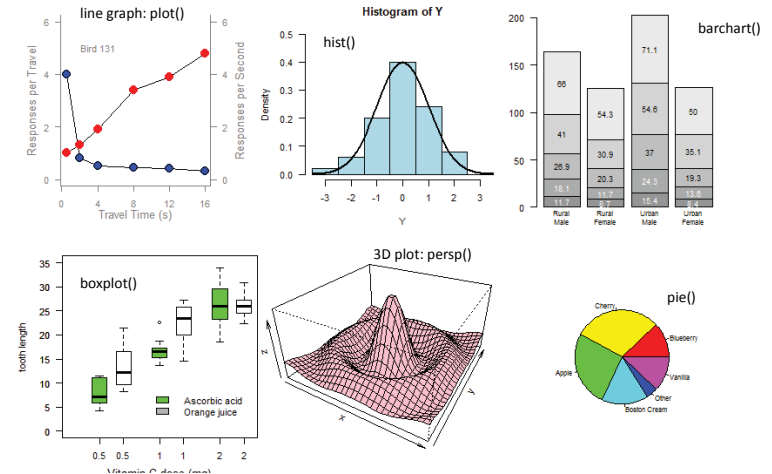 line graph: plot()
Bird 131
Responses per Travel
6
4
2
0
6
4
2
0
Responses per Second
0
4
8
12
16
Travel Time (s)
Histogram of Y
hist()
Density
0.5
0.4
0.3
0.2
0.1
0.0
-3
-2
-1
0
1
2
3
Y
barchart()
200
150
100
50
0
66
41
26.9
18.1
11.7
54.3
30.9
20.3
11.7
8.7
71.1
54.6
37
24.3
15.4
50
35.1
19.3
13.6
8.4
Rural
Male
Rural
Female
Urban
Male
Urban
Female
boxplot()
tooth length
35
30
25
20
15
10
5
0
Ascorbic acid
Orange juice
0.5
0.5
1
1
2
2
Vitamin C dose (mg)
3D plot: persp()
z
x
y
pie()
Cherry
Blueberry
Apple
Vanilla
Other
Boston Cream